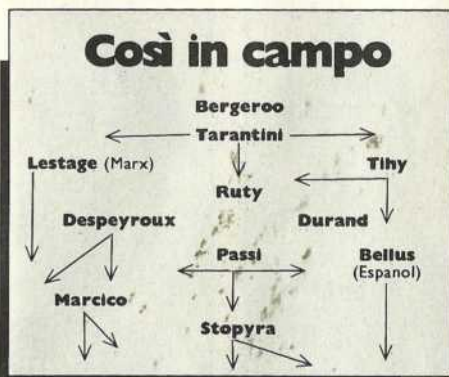 Così in campo
Bergeroo
Tarantini
Lestage (Marx)
Tihy
Ruty
Despeyroux
Durand
Passi
Bellus
(Espanol)
Marcico
Stopyra